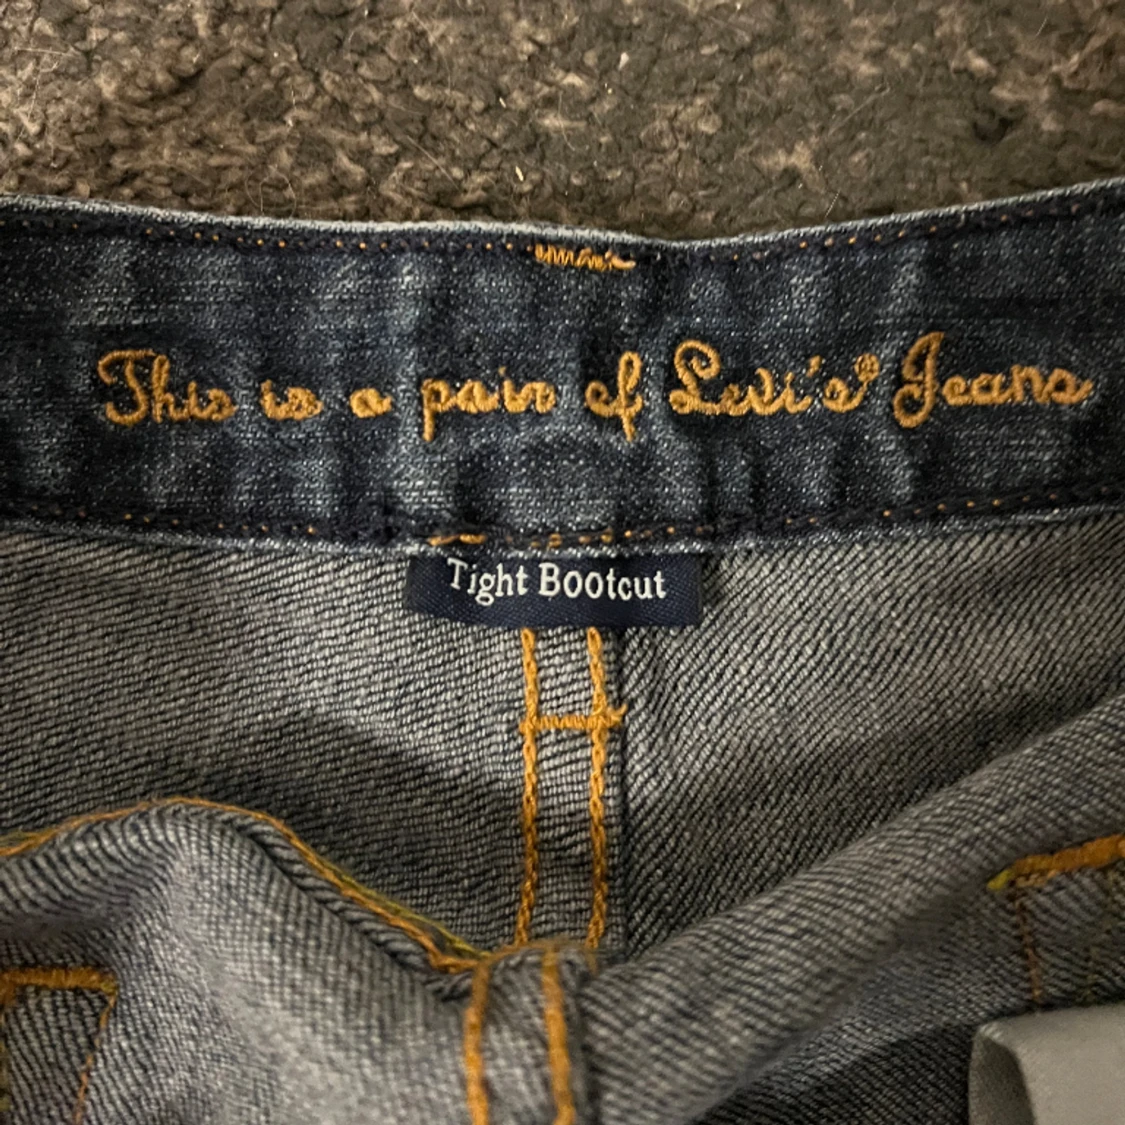 This is a pair of Levi's® Jeans
Tight Bootcut